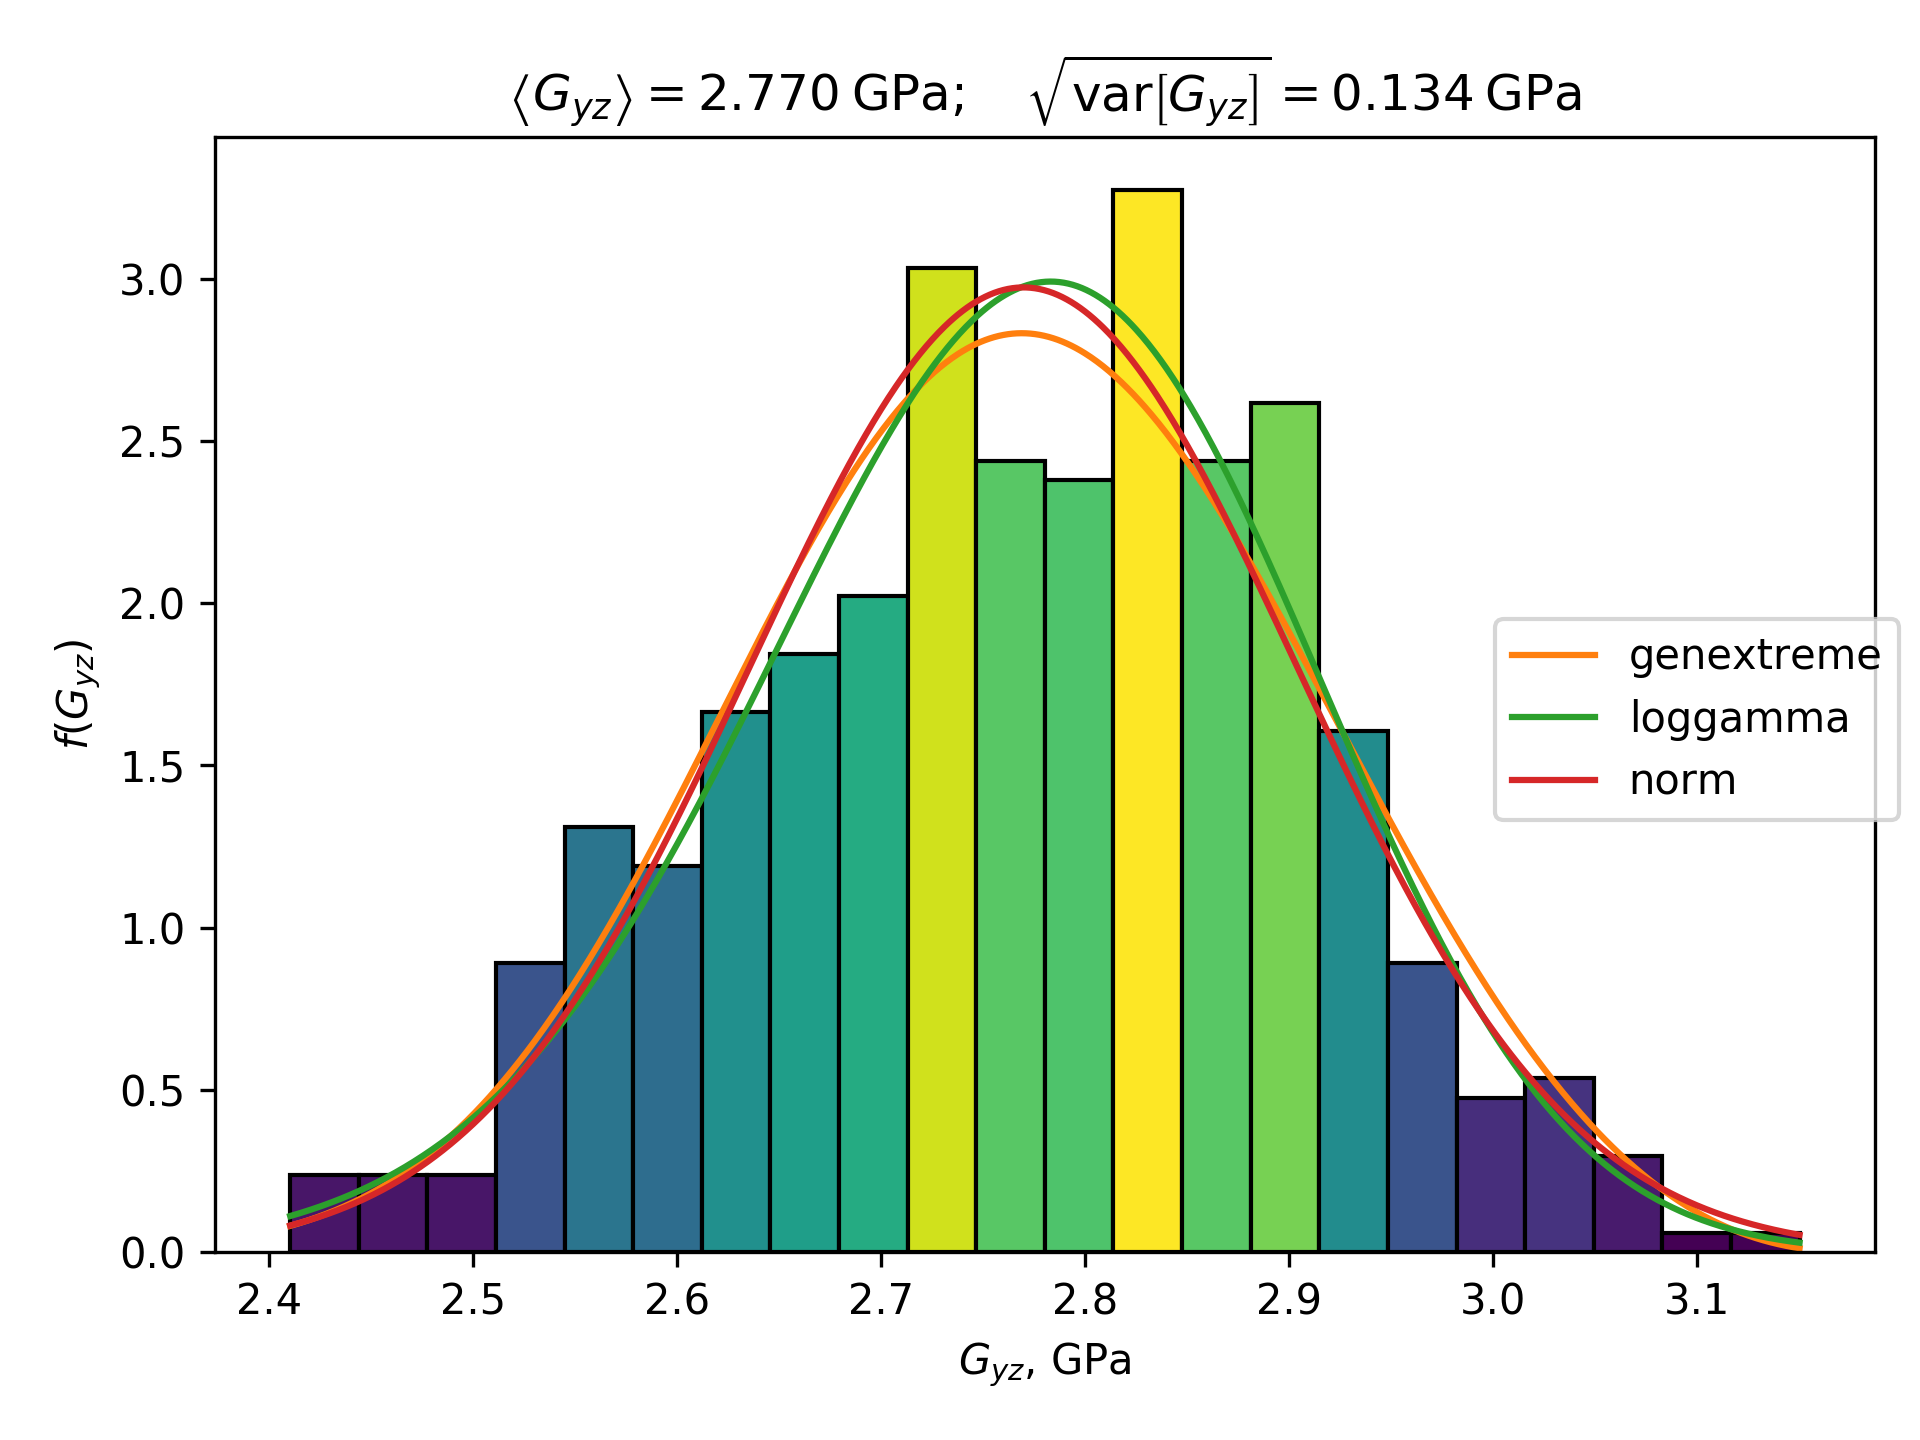 ⟨G_yz⟩ = 2.770 GPa; √var[G_yz] = 0.134 GPa
3.0
2.5
2.0
1.5
1.0
0.5
0.0
f(G_yz)
genextreme
loggamma
norm
2.4 2.5 2.6 2.7 2.8 2.9 3.0 3.1
G_yz, GPa